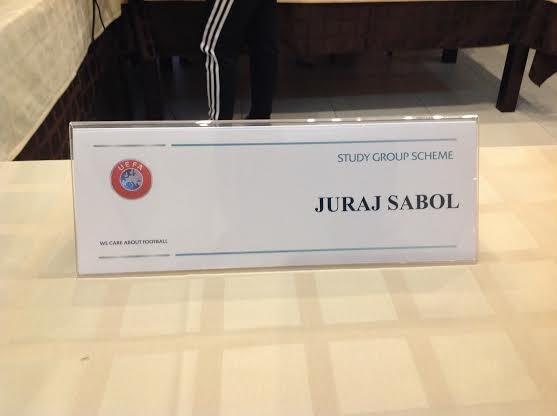 UEFA
STUDY GROUP SCHEME
JURAJ SABOL
WE CARE ABOUT FOOTBALL